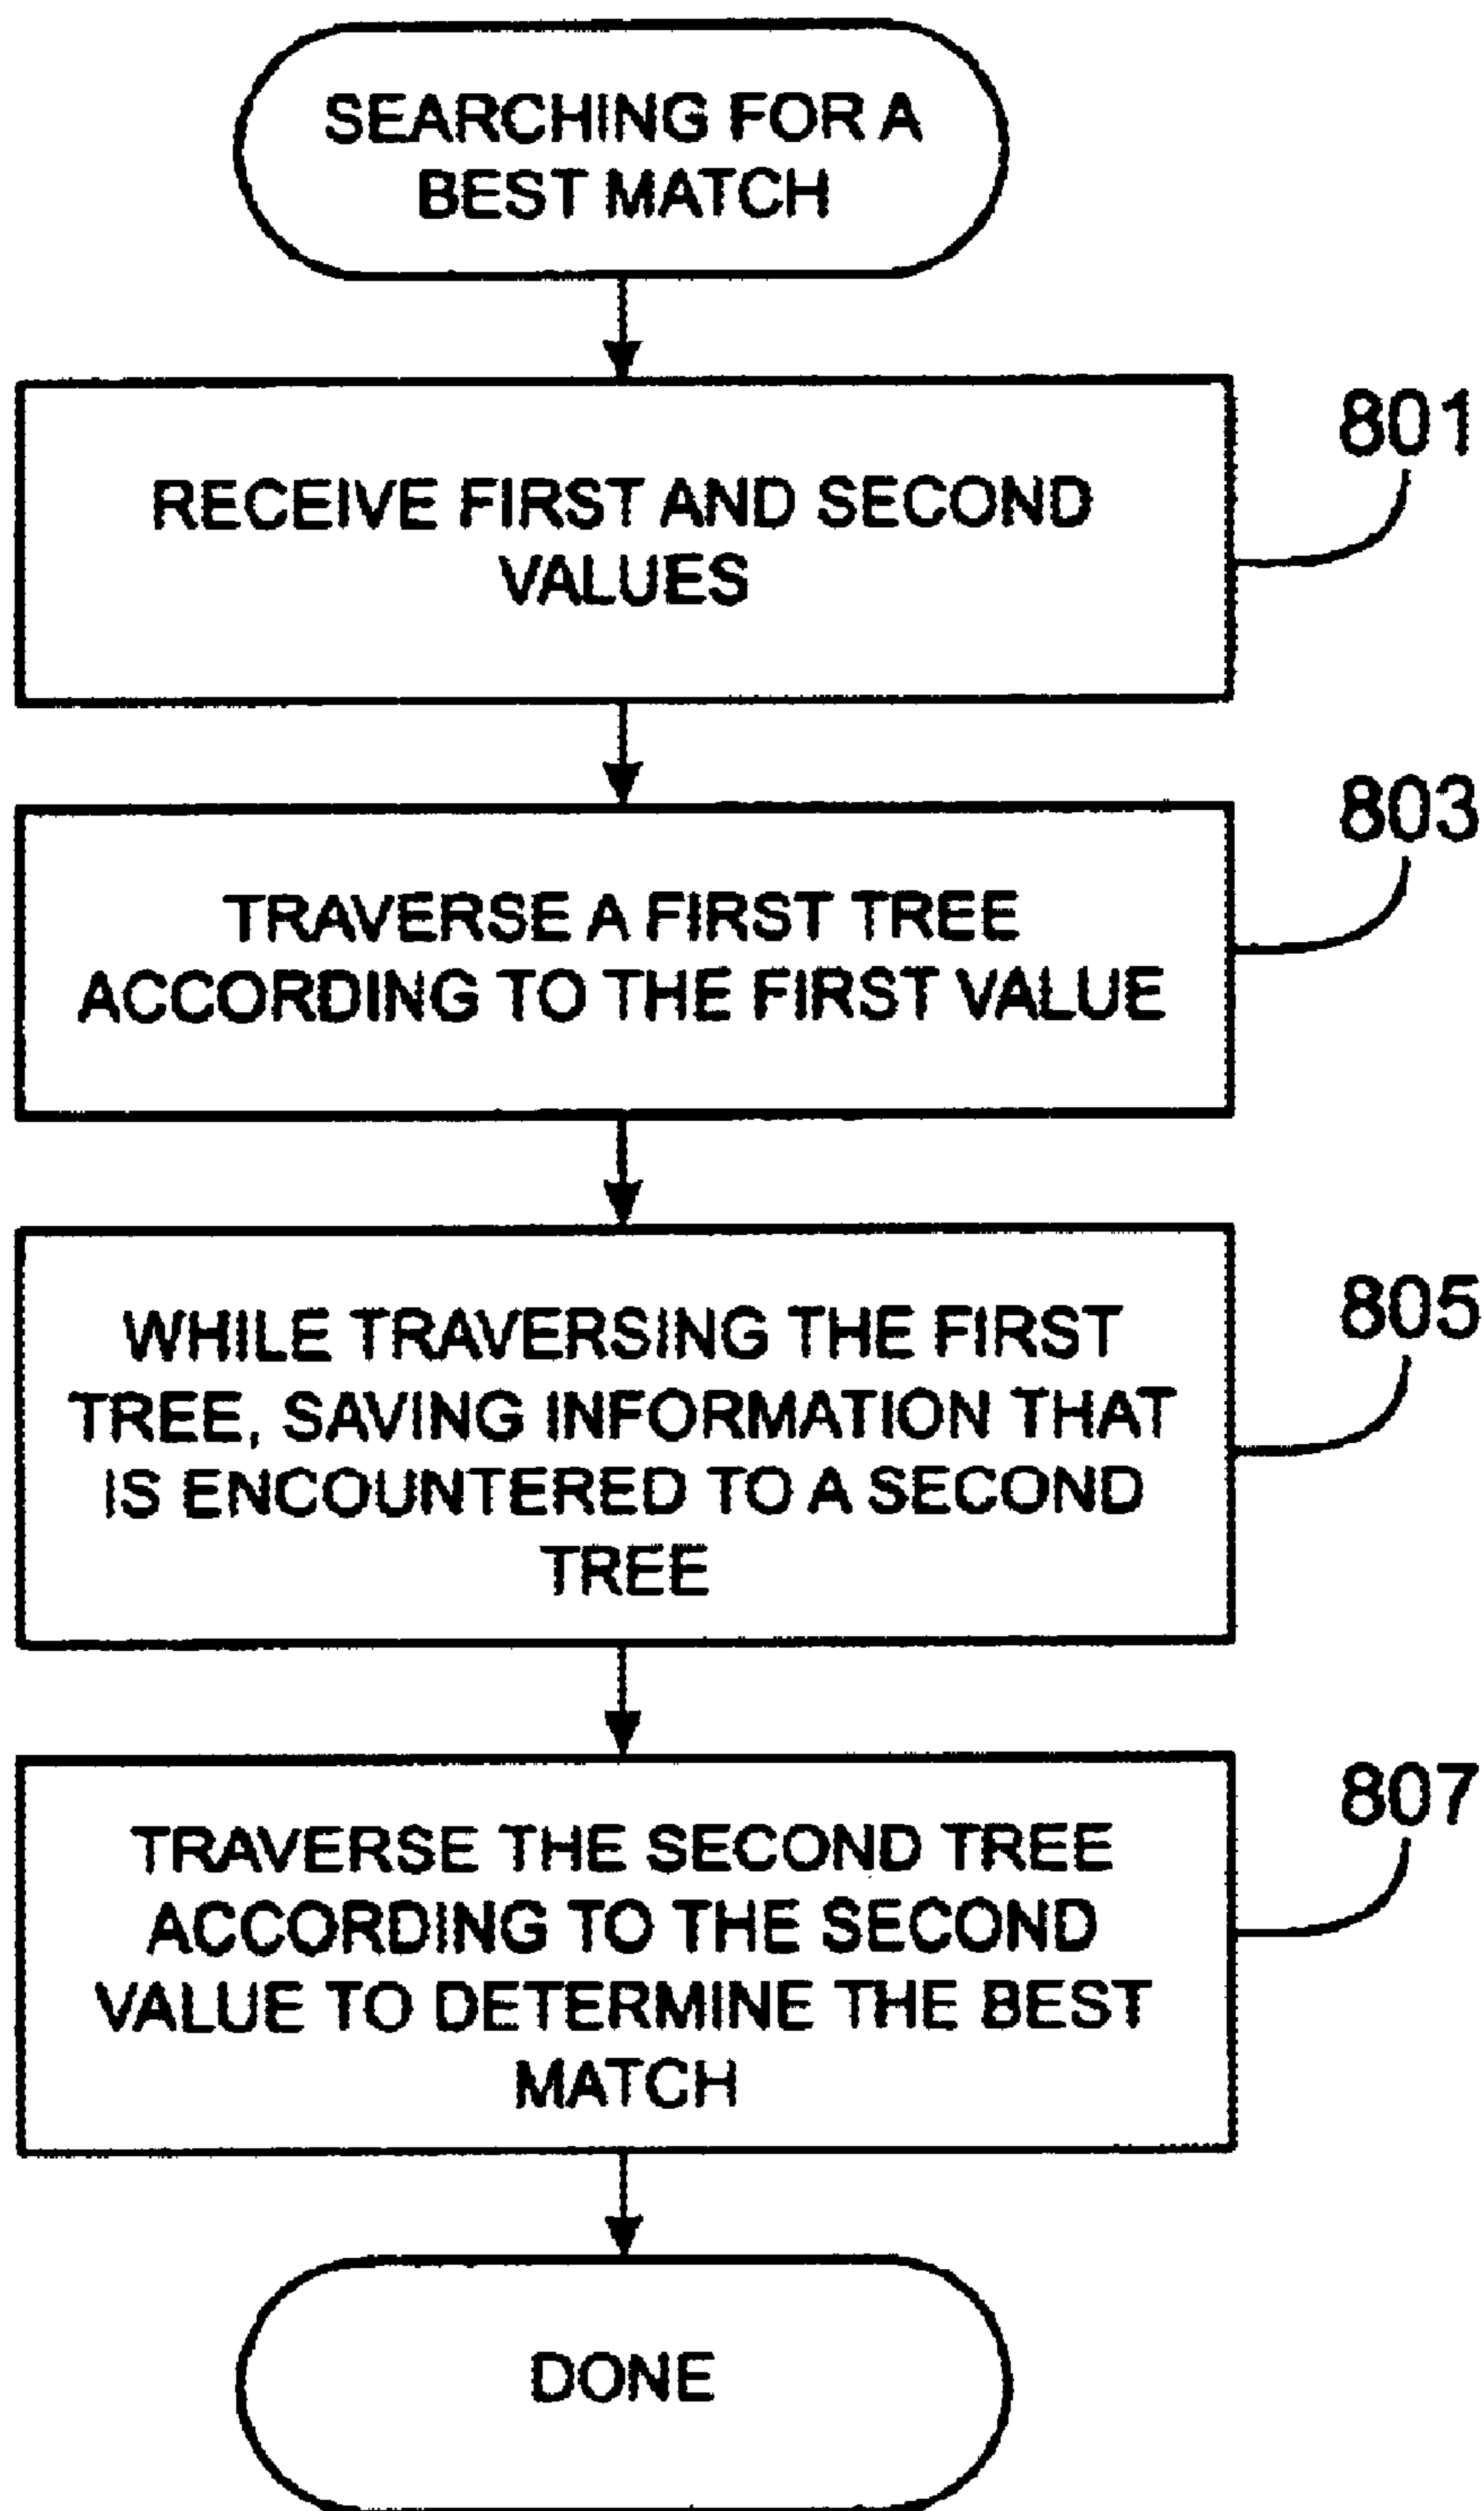 SEARCHING FOR A
BEST MATCH
801
RECEIVE FIRST AND SECOND
VALUES
803
TRAVERSE A FIRST TREE
ACCORDING TO THE FIRST VALUE
805
WHILE TRAVERSING THE FIRST
TREE, SAVING INFORMATION THAT
IS ENCOUNTERED TO A SECOND
TREE
807
TRAVERSE THE SECOND TREE
ACCORDING TO THE SECOND
VALUE TO DETERMINE THE BEST
MATCH
DONE